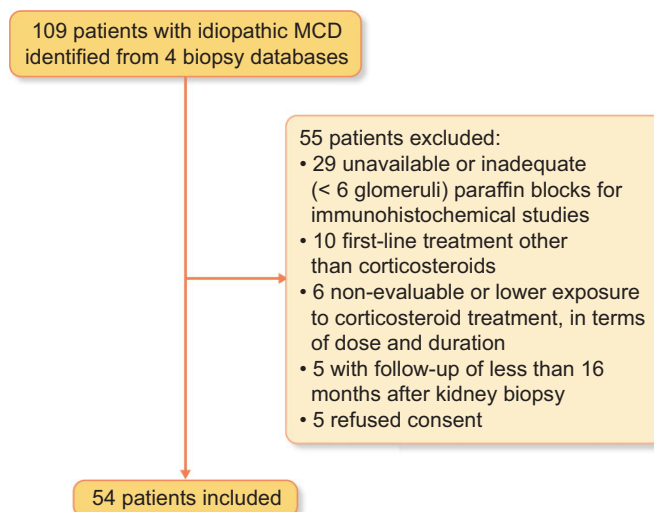 109 patients with idiopathic MCD
identified from 4 biopsy databases
55 patients excluded:
• 29 unavailable or inadequate
(< 6 glomeruli) paraffin blocks for
immunohistochemical studies
• 10 first-line treatment other
than corticosteroids
• 6 non-evaluable or lower exposure
to corticosteroid treatment, in terms
of dose and duration
• 5 with follow-up of less than 16
months after kidney biopsy
• 5 refused consent
54 patients included